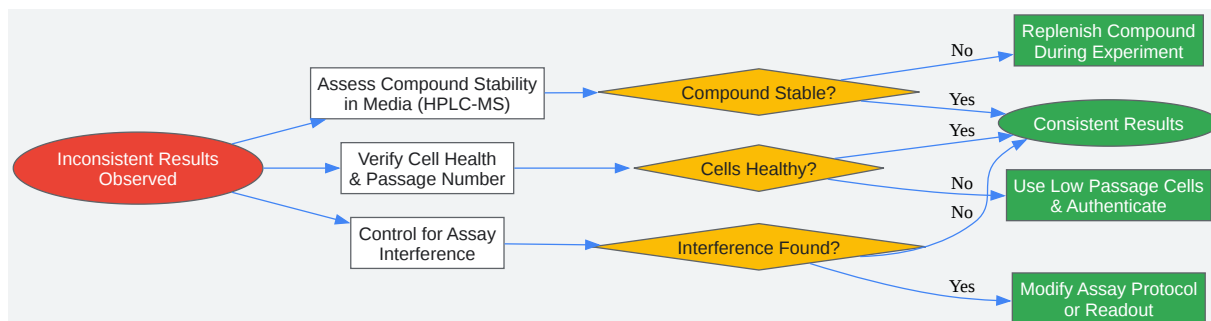 Inconsistent Results
Observed
Assess Compound Stability
in Media (HPLC-MS)
Verify Cell Health
& Passage Number
Control for Assay
Interference
Compound Stable?
Cells Healthy?
Interference Found?
No
Yes
Yes
No
No
Yes
Replenish Compound
During Experiment
Consistent Results
Use Low Passage Cells
& Authenticate
Modify Assay Protocol
or Readout